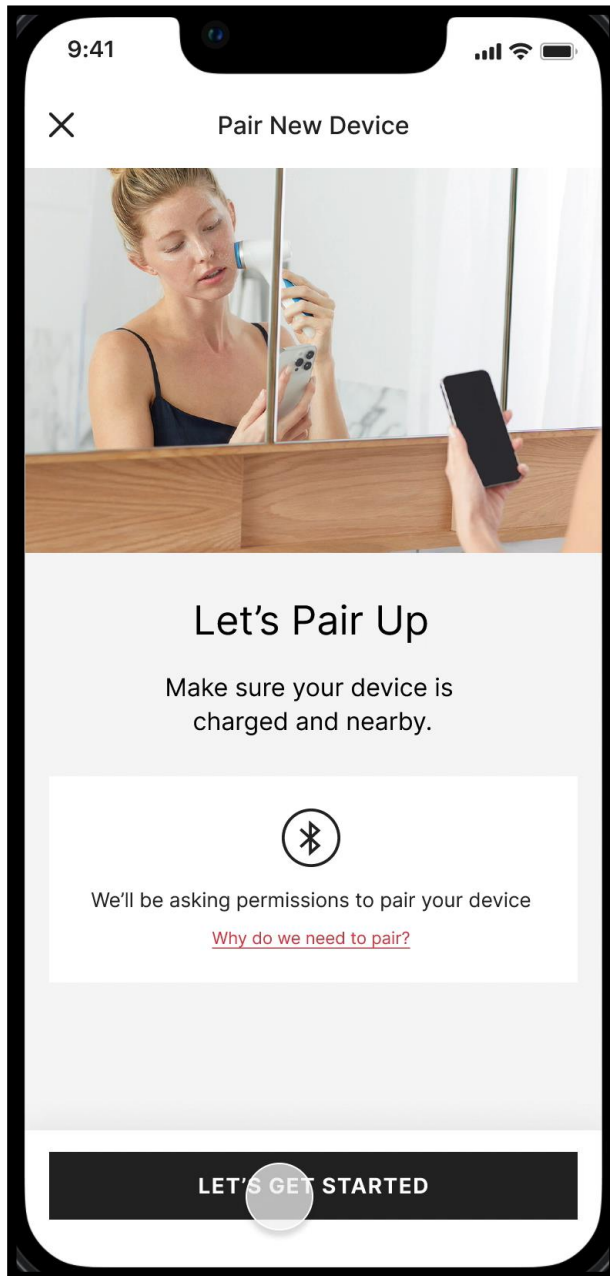 9:41
Pair New Device
Let's Pair Up
Make sure your device is
charged and nearby.
We'll be asking permissions to pair your device
Why do we need to pair?
LET'S GET STARTED